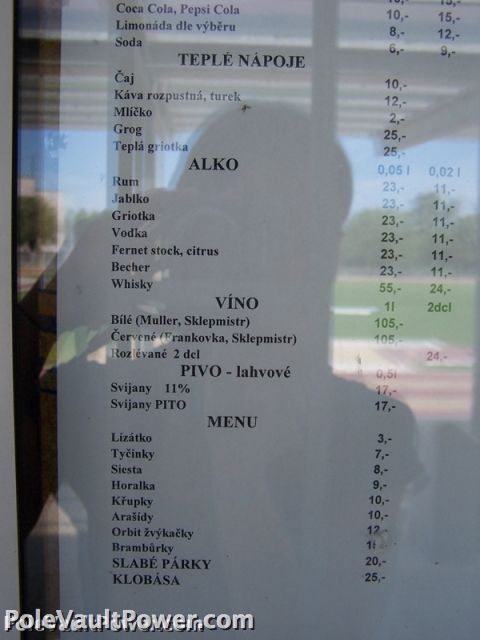 Coca Cola, Pepsi Cola 10,- 15,-
Limonáda dle výběru 8,- 12,-
Soda 6,- 9,-
TEPLÉ NÁPOJE
Čaj 10,-
Káva rozpustná, turek 12,-
Mlíčko 2,-
Grog 25,-
Teplá griotka 25,-
ALKO 0,05 l 0,02 l
Rum 23,- 11,-
Jablko 23,- 11,-
Griotka 23,- 11,-
Vodka 23,- 11,-
Fernet stock, citrus 23,- 11,-
Becher 23,- 11,-
Whisky 55,- 24,-
VÍNO 1l 2dcl
Bílé (Muller, Sklepmistr) 105,-
Červené (Frankovka, Sklepmistr) 105,-
Rozlévané 2 dcl 24,-
PIVO - lahvové 0,5l
Svijany 11% 17,-
Svijany PITO 17,-
MENU
Lízátko 3,-
Tyčinky 7,-
Siesta 8,-
Horalka 9,-
Křupky 10,-
Arašídy 10,-
Orbit žvýkačky 12,-
Brambůrky
SLABÉ PÁRKY 20,-
KLOBÁSA 25,-
PoleVaultPower.com